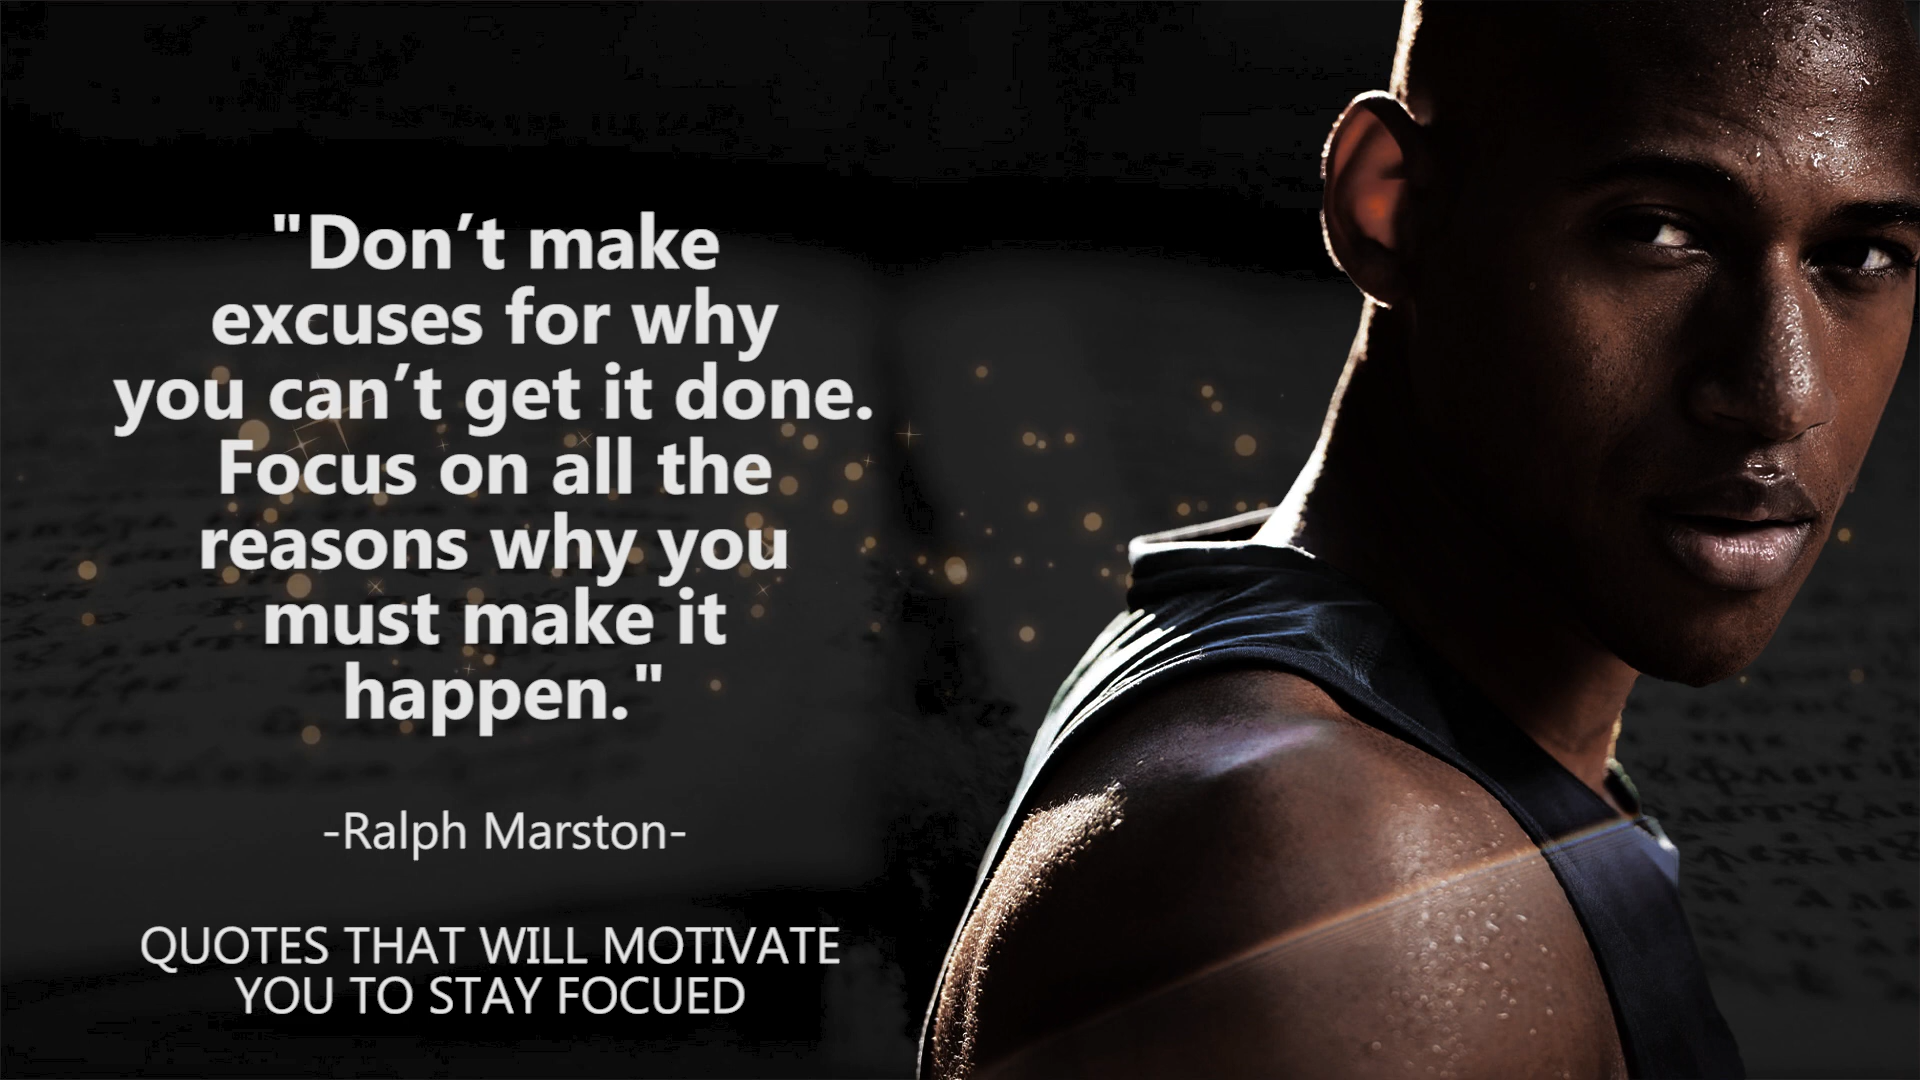 "Don’t make
excuses for why
you can’t get it done.
Focus on all the
reasons why you
must make it
happen."
-Ralph Marston-
QUOTES THAT WILL MOTIVATE
YOU TO STAY FOCUED